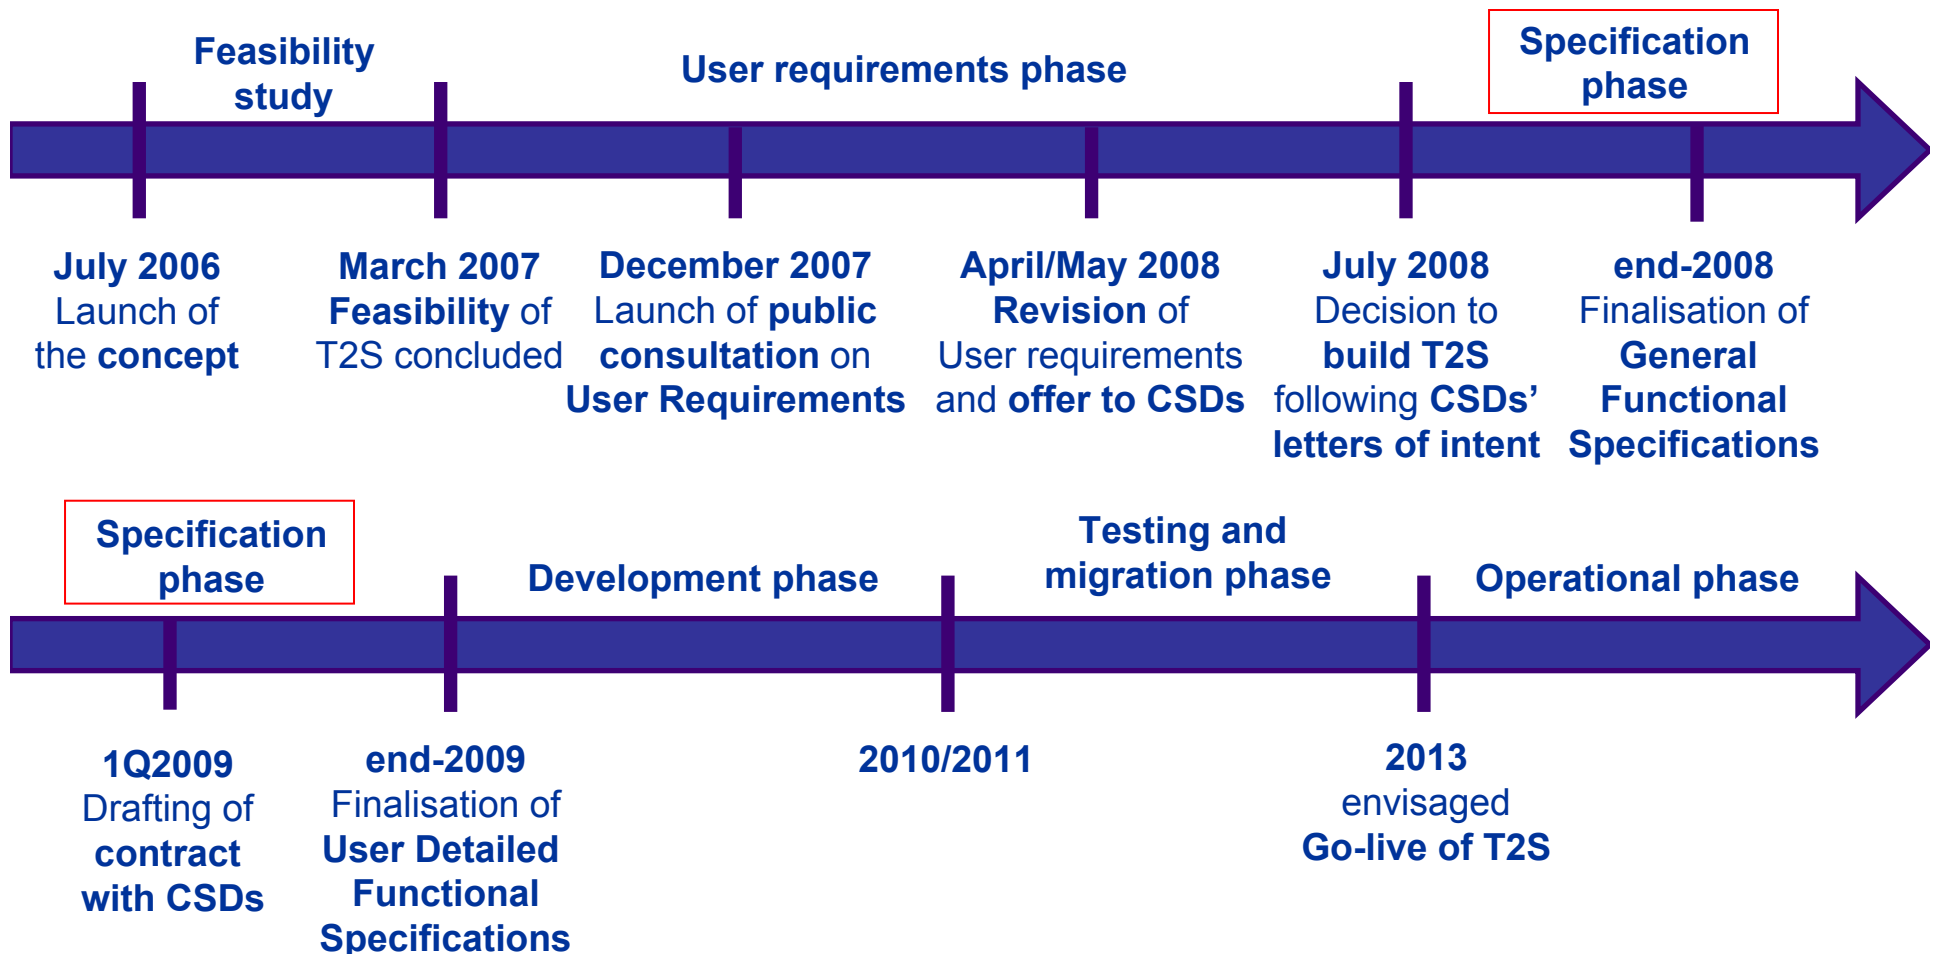 Feasibility
study
User requirements phase
Specification
phase
July 2006
Launch of
the concept
March 2007
Feasibility of
T2S concluded
December 2007
Launch of public
consultation on
User Requirements
April/May 2008
Revision of
User requirements
and offer to CSDs
July 2008
Decision to
build T2S
following CSDs’
letters of intent
end-2008
Finalisation of
General
Functional
Specifications
Specification
phase
Development phase
Testing and
migration phase
Operational phase
1Q2009
Drafting of
contract
with CSDs
end-2009
Finalisation of
User Detailed
Functional
Specifications
2010/2011
2013
envisaged
Go-live of T2S